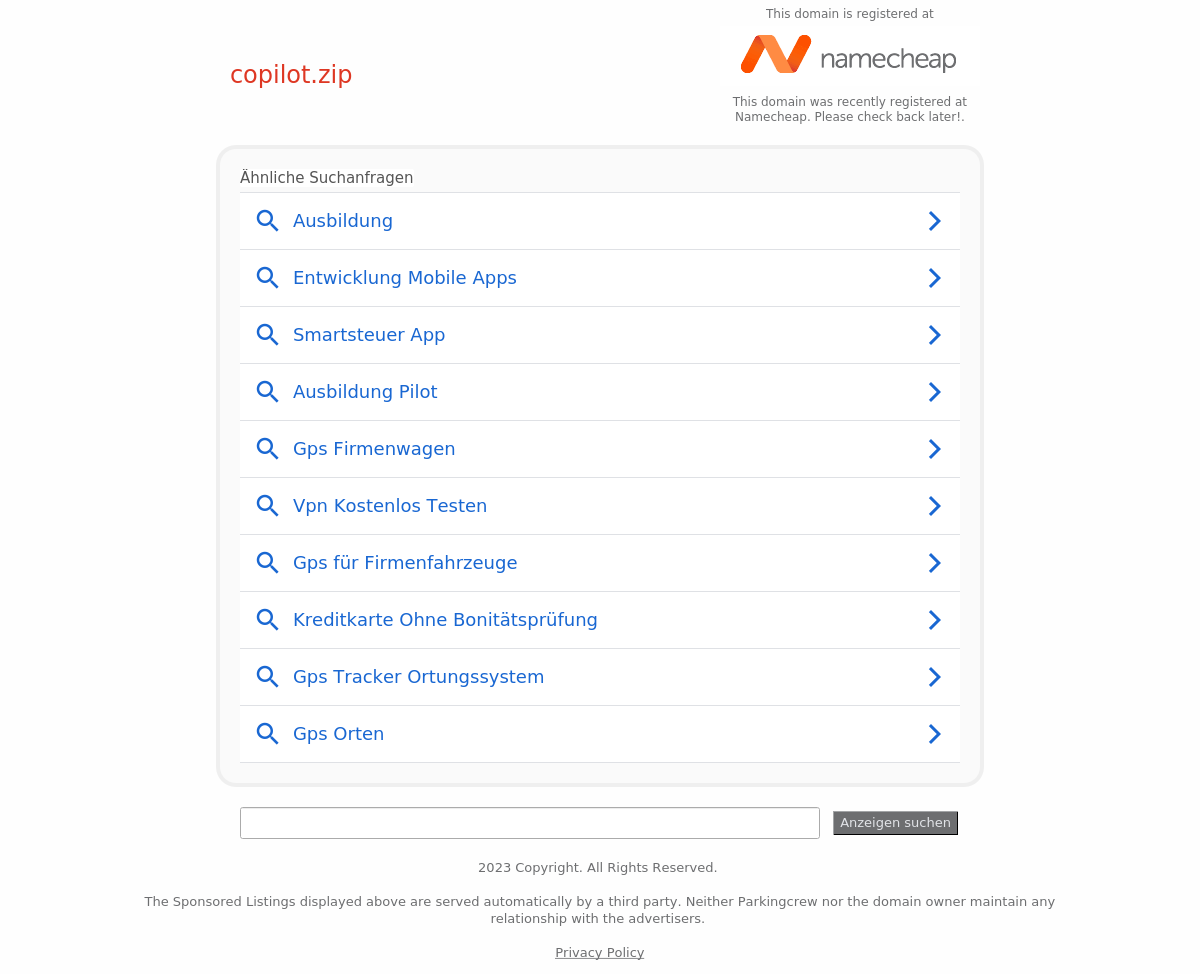 This domain is registered at
copilot.zip
namecheap
This domain was recently registered at
Namecheap. Please check back later!.
Ähnliche Suchanfragen
Ausbildung
Entwicklung Mobile Apps
Smartsteuer App
Ausbildung Pilot
Gps Firmenwagen
Vpn Kostenlos Testen
Gps für Firmenfahrzeuge
Kreditkarte Ohne Bonitätsprüfung
Gps Tracker Ortungssystem
Gps Orten
Anzeigen suchen
2023 Copyright. All Rights Reserved.
The Sponsored Listings displayed above are served automatically by a third party. Neither Parkingcrew nor the domain owner maintain any
relationship with the advertisers.
Privacy Policy